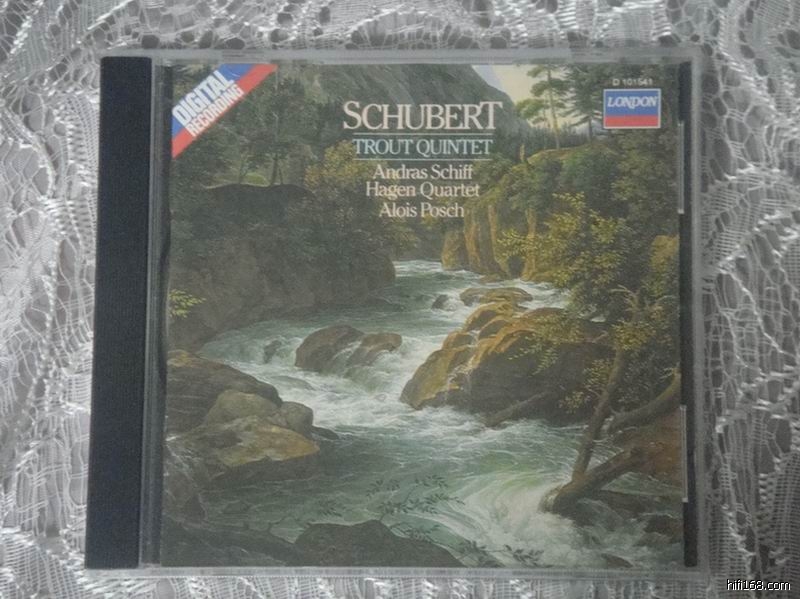 DIGITAL
RECORDING
D 101541
LONDON
SCHUBERT
TROUT QUINTET
Andras Schiff
Hagen Quartet
Alois Posch
hifi168.com